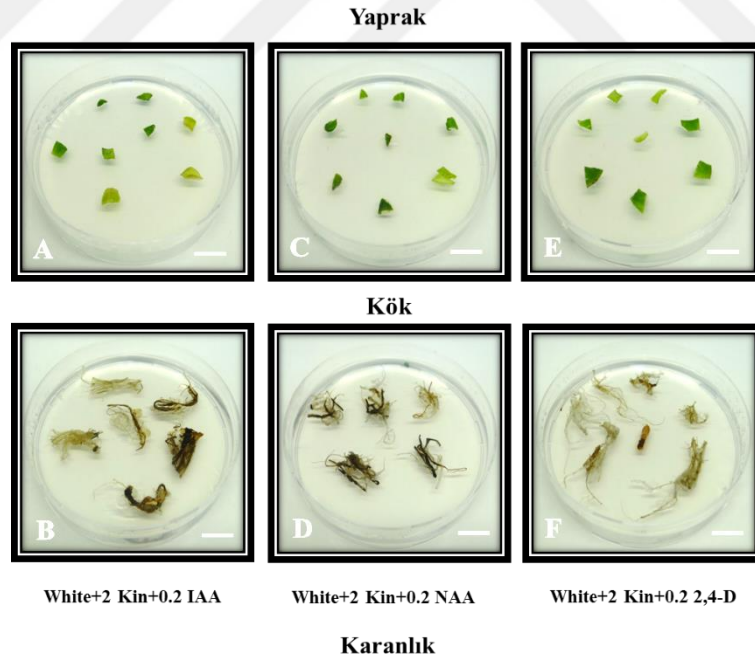 Yaprak
A
C
E
Kök
B
D
F
White+2 Kin+0.2 IAA
White+2 Kin+0.2 NAA
White+2 Kin+0.2 2,4-D
Karanlık